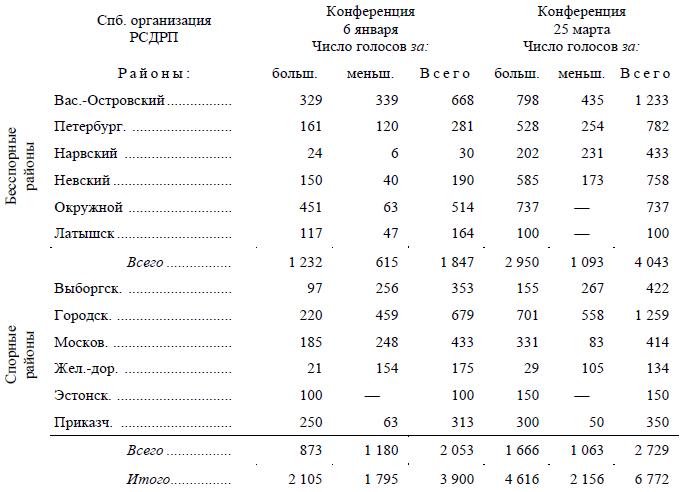 Спб. организация РСДРП
Конференция 6 января Число голосов за:
Конференция 25 марта Число голосов за:
Районы: больш. меньш. Всего больш. меньш. Всего
Бесспорные районы
Вас.-Островский ................ 329 339 668 798 435 1 233
Петербург. .......................... 161 120 281 528 254 782
Нарвский ........................... 24 6 30 202 231 433
Невский ............................. 150 40 190 585 173 758
Окружной .......................... 451 63 514 737 — 737
Латышск ............................ 117 47 164 100 — 100
Всего ................ 1 232 615 1 847 2 950 1 093 4 043
Спорные районы
Выборгск. .......................... 97 256 353 155 267 422
Городск. ............................ 220 459 679 701 558 1 259
Москов. ............................. 185 248 433 331 83 414
Жел.-дор. .......................... 21 154 175 29 105 134
Эстонск. ............................ 100 — 100 150 — 150
Приказч. ............................ 250 63 313 300 50 350
Всего ................ 873 1 180 2 053 1 666 1 063 2 729
Итого............... 2 105 1 795 3 900 4 616 2 156 6 772